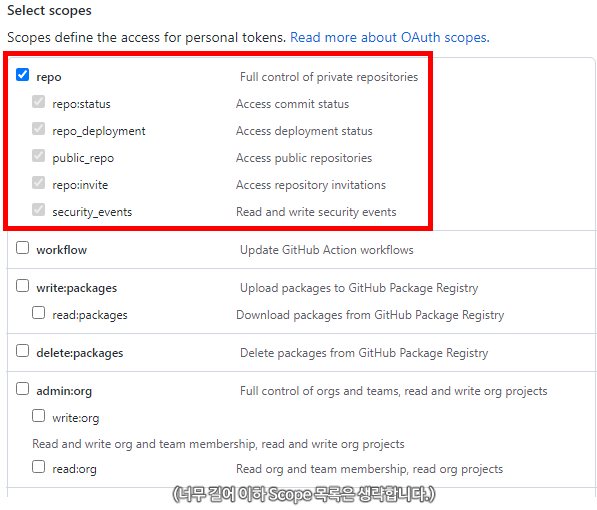 Select scopes
Scopes define the access for personal tokens. Read more about OAuth scopes.
repo Full control of private repositories
repo:status Access commit status
repo_deployment Access deployment status
public_repo Access public repositories
repo:invite Access repository invitations
security_events Read and write security events
workflow Update GitHub Action workflows
write:packages Upload packages to GitHub Package Registry
read:packages Download packages from GitHub Package Registry
delete:packages Delete packages from GitHub Package Registry
admin:org Full control of orgs and teams, read and write org projects
write:org
Read and write org and team membership, read and write org projects
read:org Read org and team membership, read org projects
(너무 길어 이하 Scope 목록은 생략합니다.)